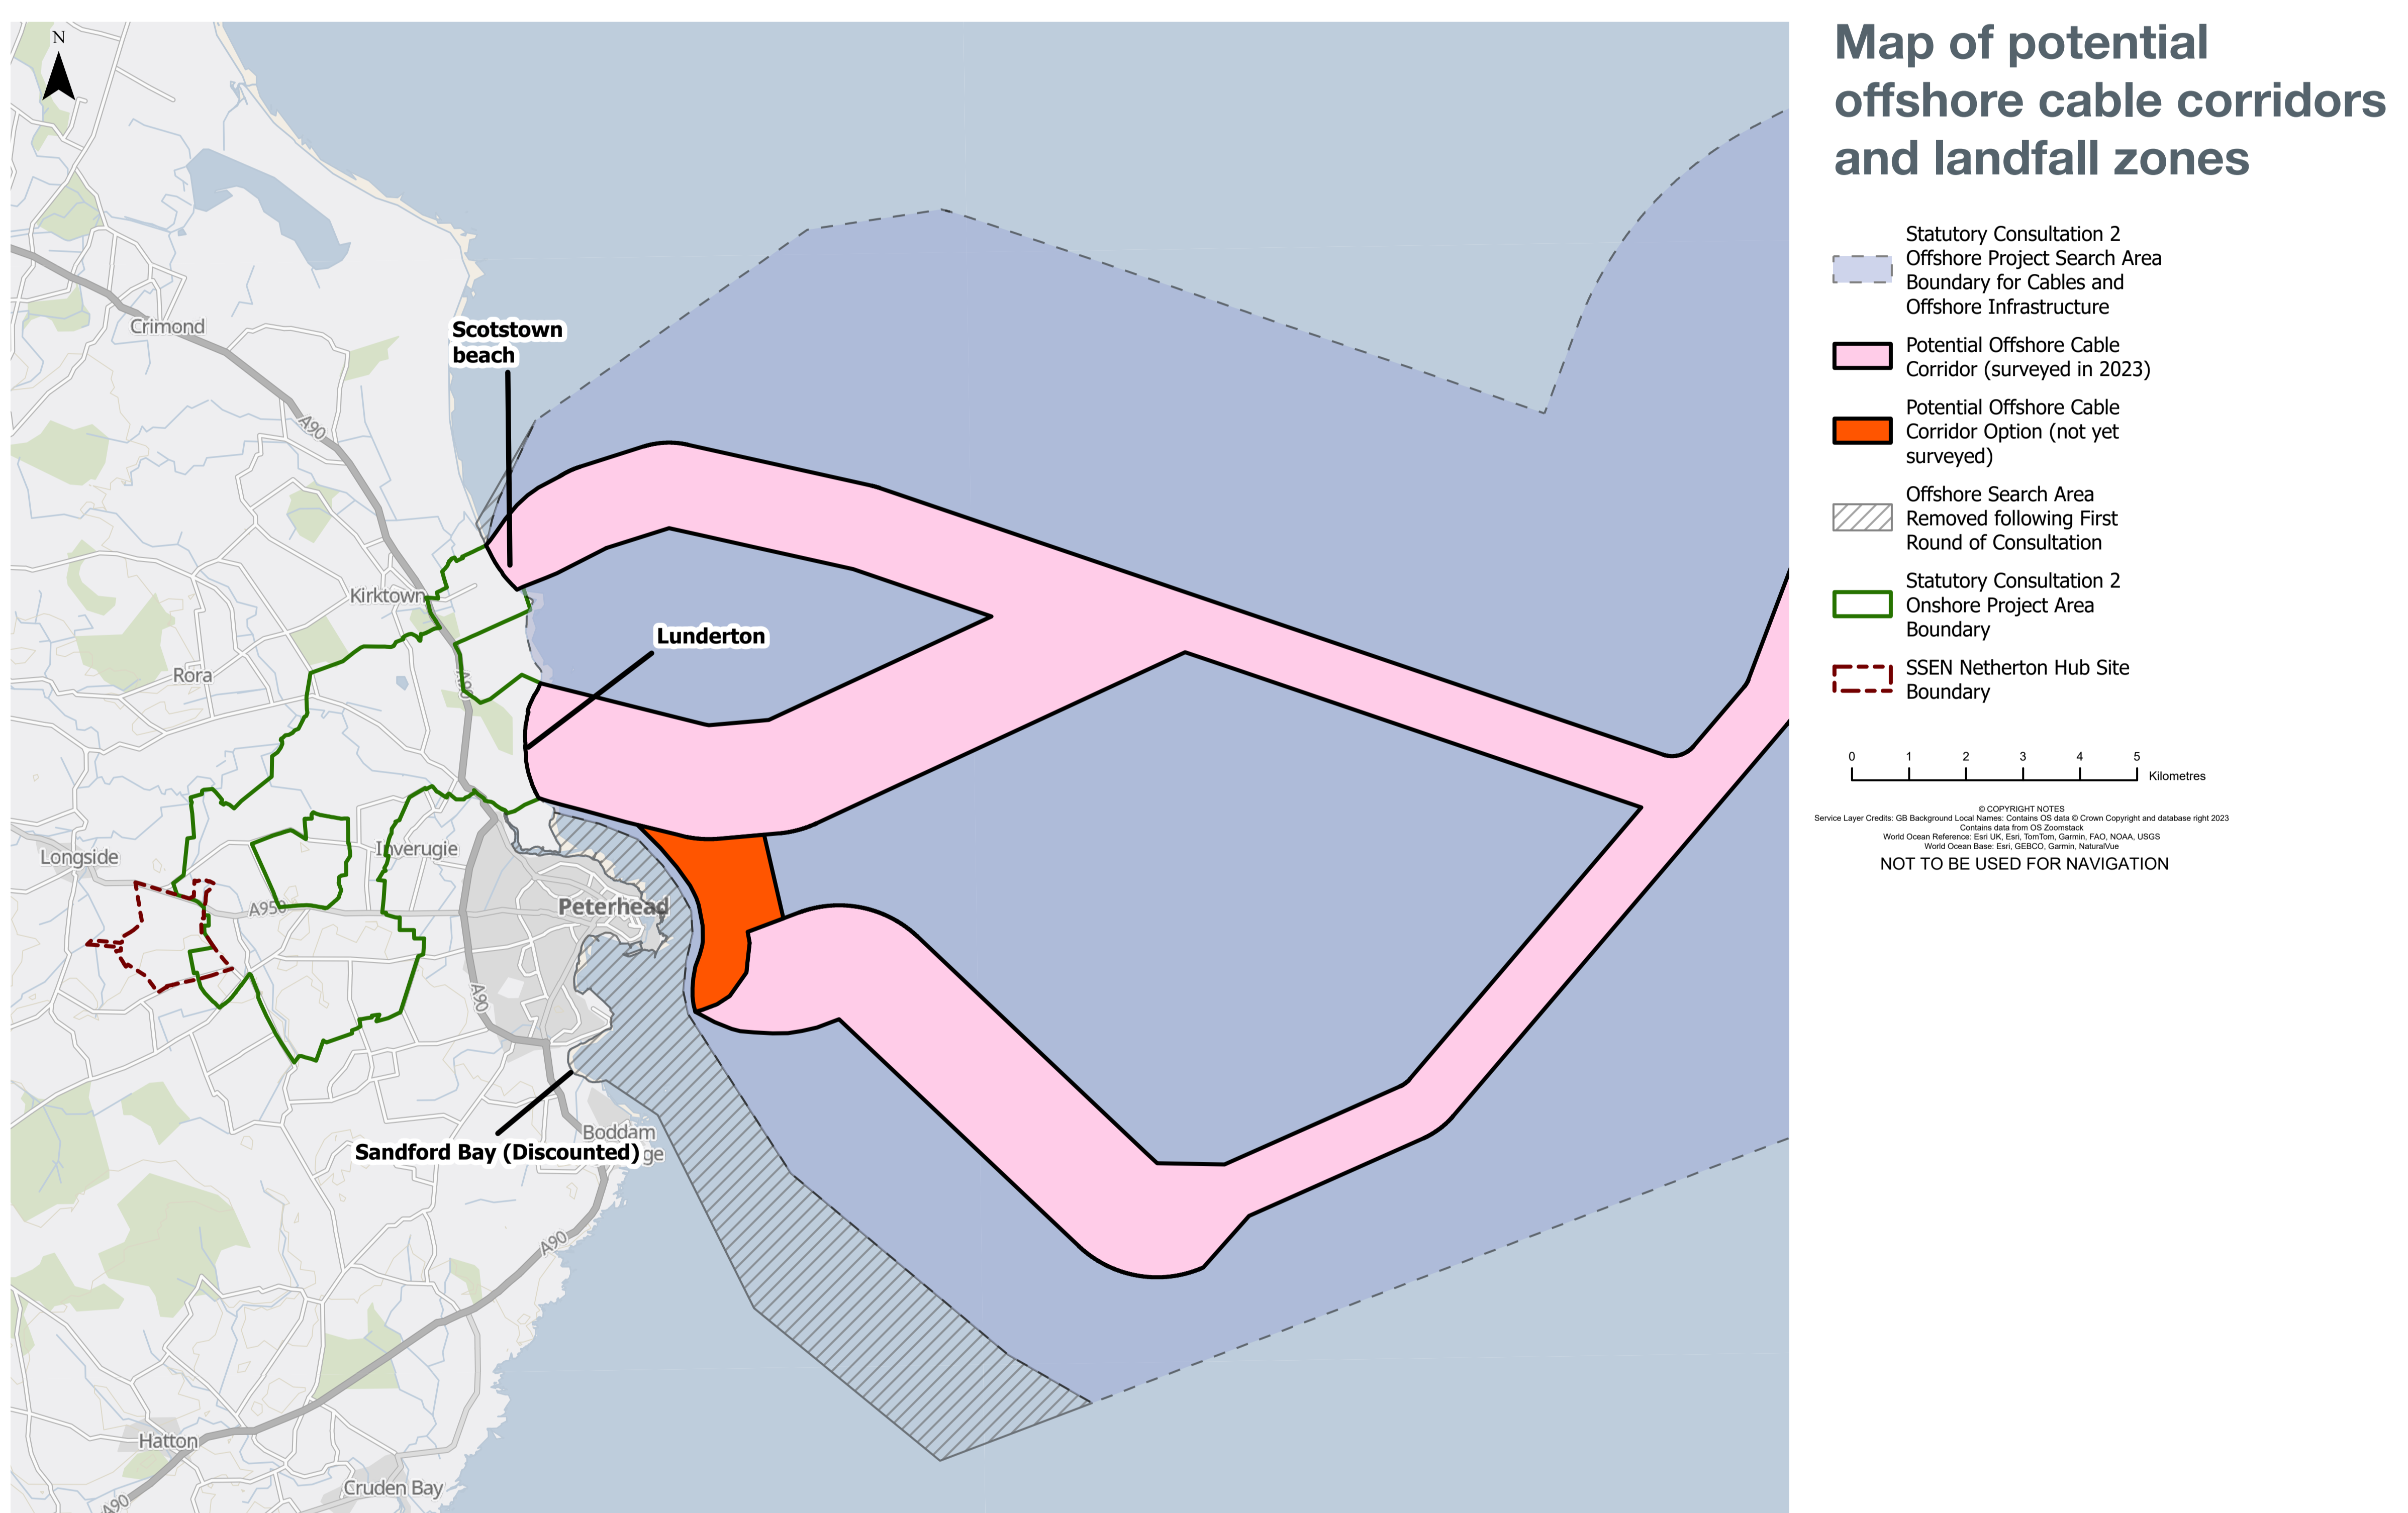 N
Map of potential
offshore cable corridors
and landfall zones
Statutory Consultation 2
Offshore Project Search Area
Boundary for Cables and
Offshore Infrastructure
Potential Offshore Cable
Corridor (surveyed in 2023)
Potential Offshore Cable
Corridor Option (not yet
surveyed)
Offshore Search Area
Removed following First
Round of Consultation
Statutory Consultation 2
Onshore Project Area
Boundary
SSEN Netherton Hub Site
Boundary
0 1 2 3 4 5
Kilometres
© COPYRIGHT NOTES
Service Layer Credits: GB Background Local Names: Contains OS data © Crown Copyright and database right 2023
Contains data from OS Zoomstack
World Ocean Reference: Esri UK, Esri, TomTom, Garmin, FAO, NOAA, USGS
World Ocean Base: Esri, GEBCO, Garmin, NaturalVue
NOT TO BE USED FOR NAVIGATION
Crimond
Scotstown
beach
A90
Kirktown
Lunderton
Rora
A90
Longside
Inverugie
A950
Peterhead
A90
Boddam
Sandford Bay (Discounted)
A90
Hatton
Cruden Bay
A90